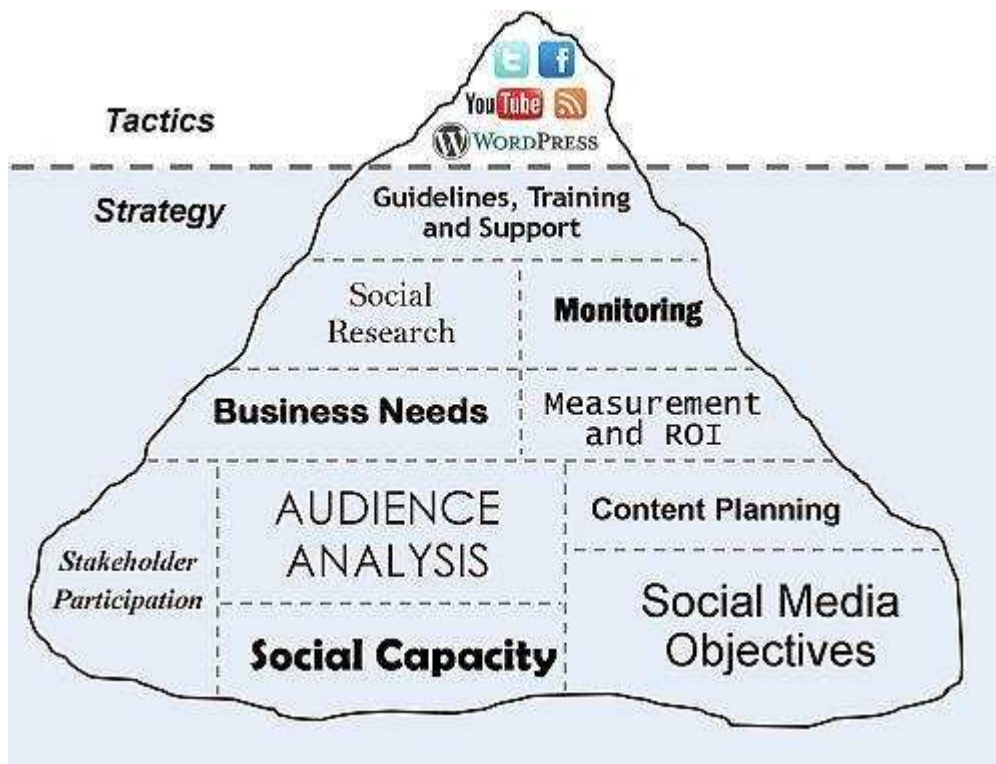 t f
You Tube
WORDPRESS
Tactics
Strategy
Guidelines, Training
and Support
Social
Research
Monitoring
Business Needs
Measurement
and ROI
AUDIENCE
ANALYSIS
Content Planning
Stakeholder
Participation
Social Capacity
Social Media
Objectives